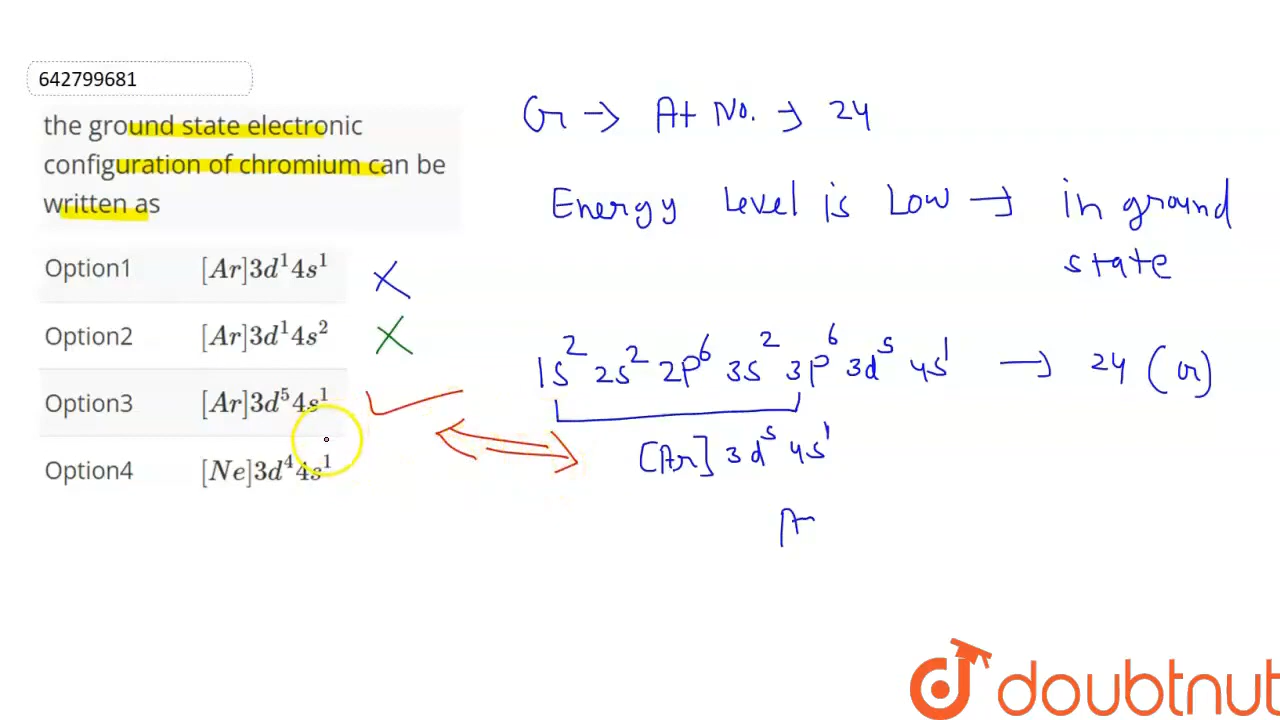 642799681
the ground state electronic
configuration of chromium can be
written as
Option1 [Ar]3d¹4s¹
Option2 [Ar]3d¹4s²
Option3 [Ar]3d⁵4s¹
Option4 [Ne]3d⁴4s¹
Cr → At No. → 24
Energy Level is Low → in ground
state
1s² 2s² 2p⁶ 3s² 3p⁶ 3d⁵ 4s¹ → 24 (Cr)
[Ar] 3d⁵ 4s¹
doubtnut